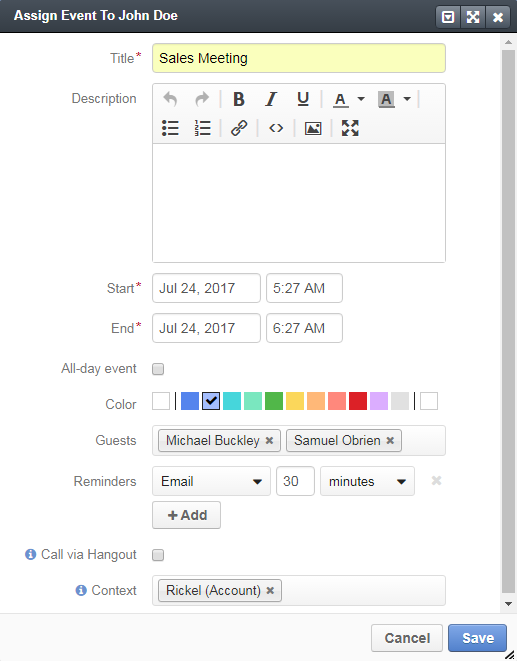 Assign Event To John Doe
Title* Sales Meeting
Description
B I U A A
Start* Jul 24, 2017 5:27 AM
End* Jul 24, 2017 6:27 AM
All-day event
Color
Guests Michael Buckley × Samuel Obrien ×
Reminders Email 30 minutes
+ Add
Call via Hangout
Context Rickel (Account) ×
Cancel Save